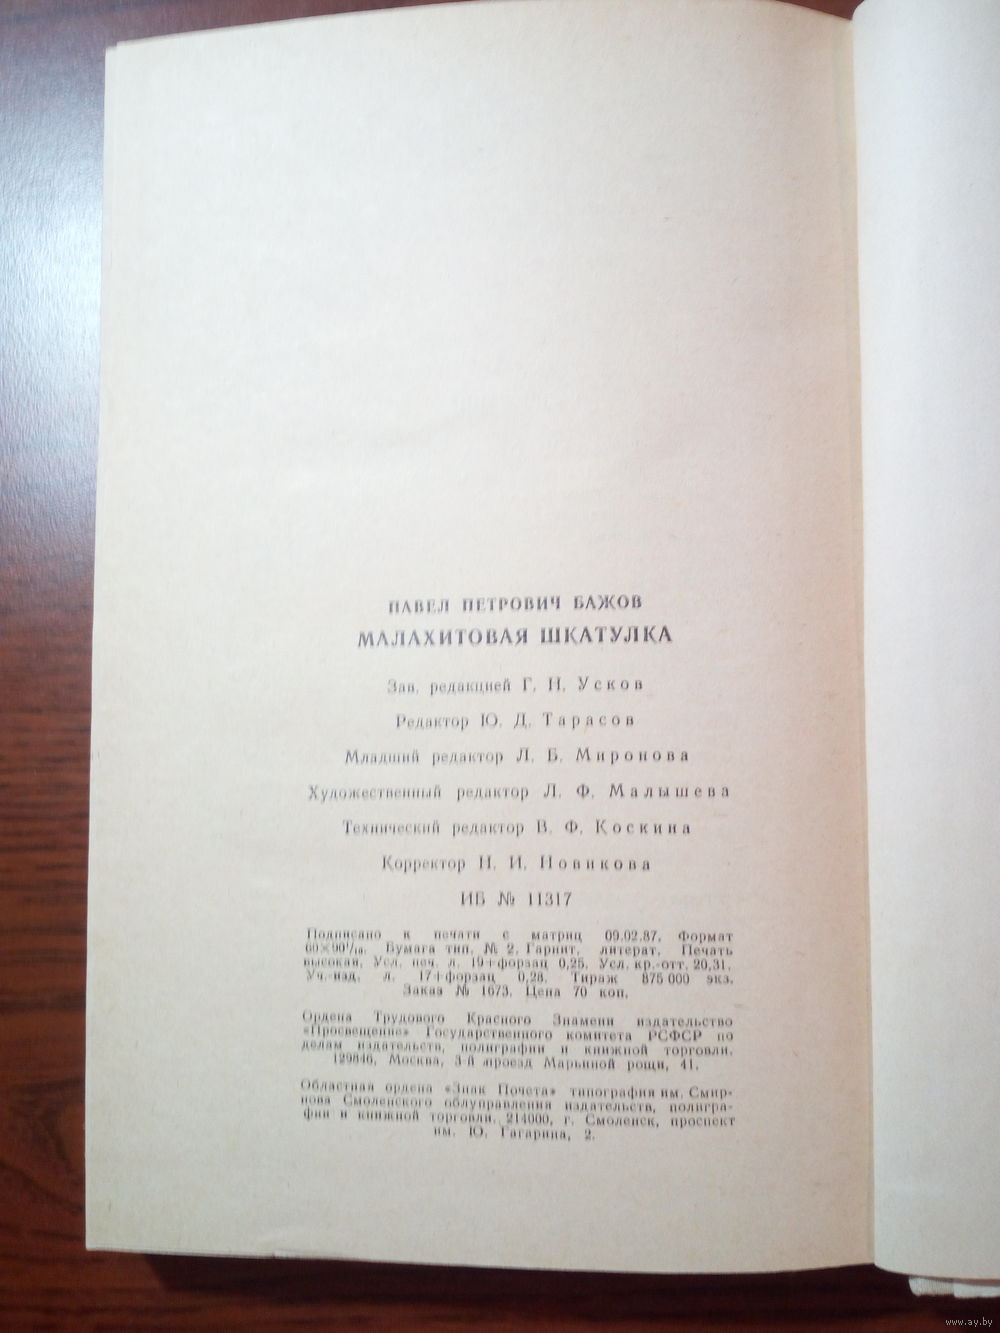 ПАВЕЛ ПЕТРОВИЧ БАЖОВ
МАЛАХИТОВАЯ ШКАТУЛКА
Зав. редакцией Г. Н. Усков
Редактор Ю. Д. Тарасов
Младший редактор Л. Б. Миронова
Художественный редактор Л. Ф. Малышева
Технический редактор В. Ф. Коскина
Корректор Н. И. Новикова
ИБ № 11317
Подписано к печати с матриц 09.02.87. Формат
60×90¹/₁₆. Бумага тип. № 2. Гарнит. литерат. Печать
высокая. Усл. печ. л. 19+форзац 0,25. Усл. кр.-отт. 20,31.
Уч.-изд. л. 17+форзац 0,28. Тираж 875 000 экз.
Заказ № 1673. Цена 70 коп.
Ордена Трудового Красного Знамени издательство
«Просвещение» Государственного комитета РСФСР по
делам издательств, полиграфии и книжной торговли.
129846, Москва, 3-й проезд Марьиной рощи, 41.
Областная ордена «Знак Почета» типография им. Смир-
нова Смоленского облуправления издательств, полигра-
фии и книжной торговли. 214000, г. Смоленск, проспект
им. Ю. Гагарина, 2.
www.ay.by